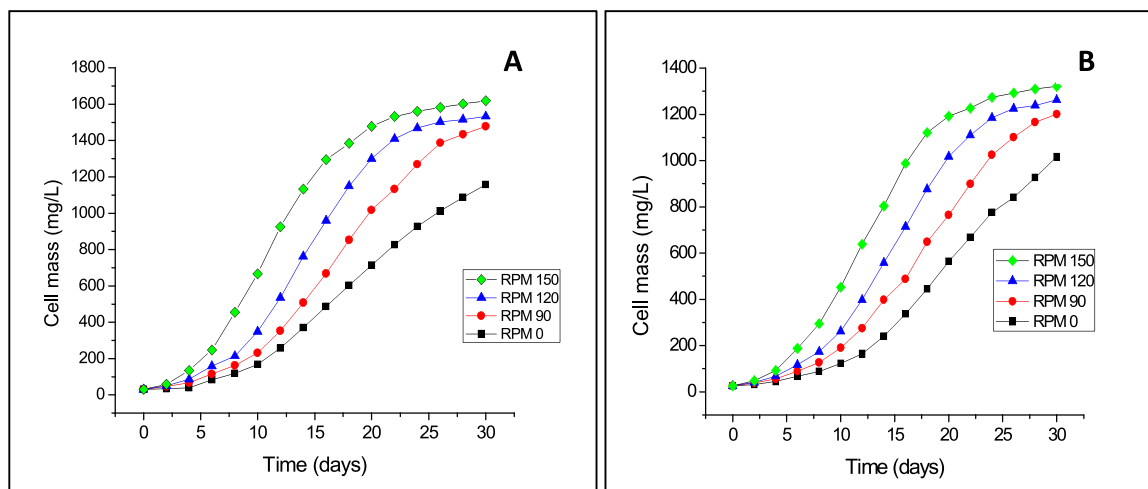 A
1800
1600
1400
1200
1000
800
600
400
200
0
Cell mass (mg/L)
0 5 10 15 20 25 30
Time (days)
RPM 150
RPM 120
RPM 90
RPM 0
B
1400
1200
1000
800
600
400
200
0
Cell mass (mg/L)
0 5 10 15 20 25 30
Time (days)
RPM 150
RPM 120
RPM 90
RPM 0